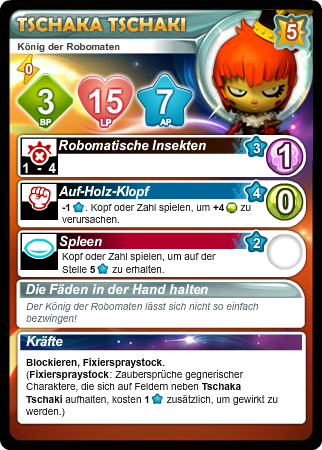 TSCHAKA TSCHAKI
König der Robomaten
5
0
3 BP
15 LP
7 AP
Robomatische Insekten 3 1
1 - 4
Auf-Holz-Klopf 4 0
-1 . Kopf oder Zahl spielen, um +4 zu
verursachen.
Spleen 2
Kopf oder Zahl spielen, um auf der
Stelle 5 zu erhalten.
Die Fäden in der Hand halten
Der König der Robomaten lässt sich nicht so einfach
bezwingen!
Kräfte
Blockieren, Fixierspraystock.
(Fixierspraystock: Zaubersprüche gegnerischer
Charaktere, die sich auf Feldern neben Tschaka
Tschaki aufhalten, kosten 1 zusätzlich, um gewirkt zu
werden.)